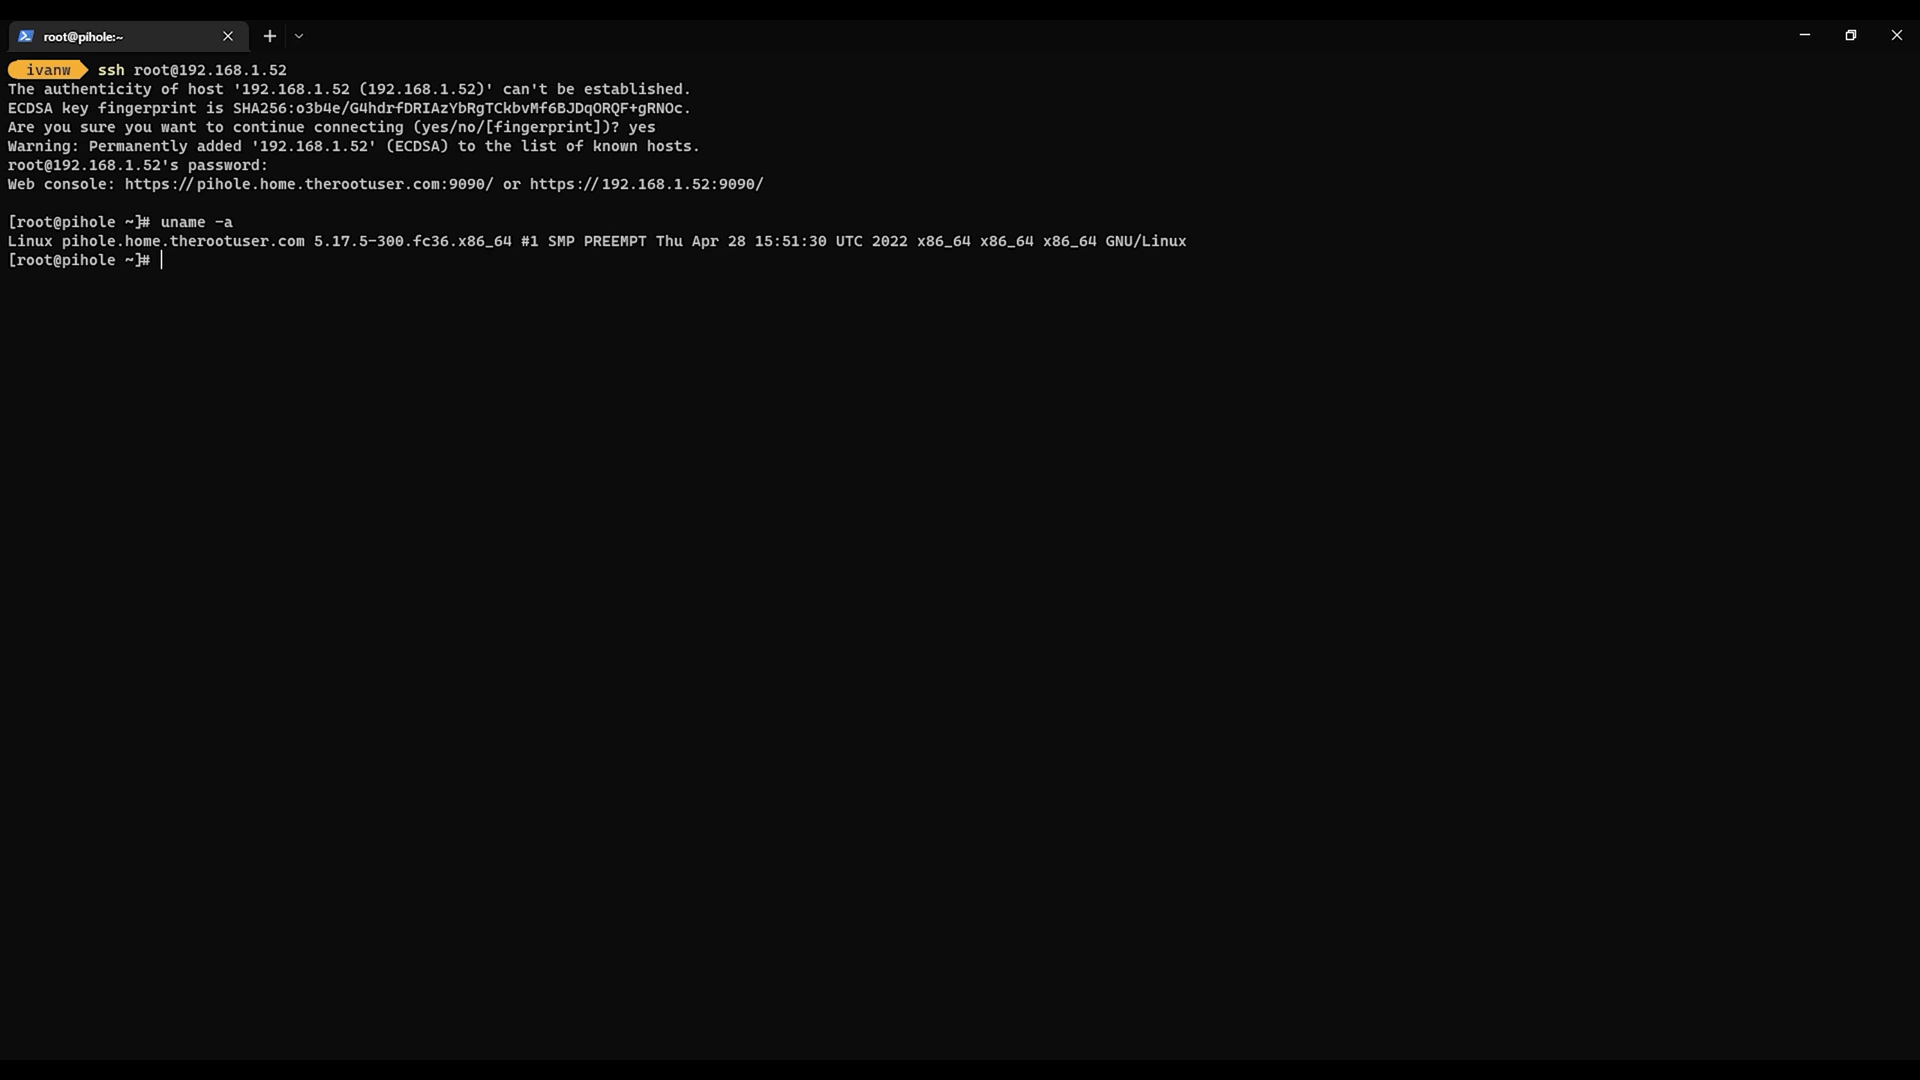 root@pihole:~
ivanw ssh root@192.168.1.52
The authenticity of host '192.168.1.52 (192.168.1.52)' can't be established.
ECDSA key fingerprint is SHA256:o3b4e/G4hdrfDRIAzYbRgTCkbvMf6BJDqORQF+gRNOc.
Are you sure you want to continue connecting (yes/no/[fingerprint])? yes
Warning: Permanently added '192.168.1.52' (ECDSA) to the list of known hosts.
root@192.168.1.52's password:
Web console: https://pihole.home.therootuser.com:9090/ or https://192.168.1.52:9090/
[root@pihole ~]# uname -a
Linux pihole.home.therootuser.com 5.17.5-300.fc36.x86_64 #1 SMP PREEMPT Thu Apr 28 15:51:30 UTC 2022 x86_64 x86_64 x86_64 GNU/Linux
[root@pihole ~]#